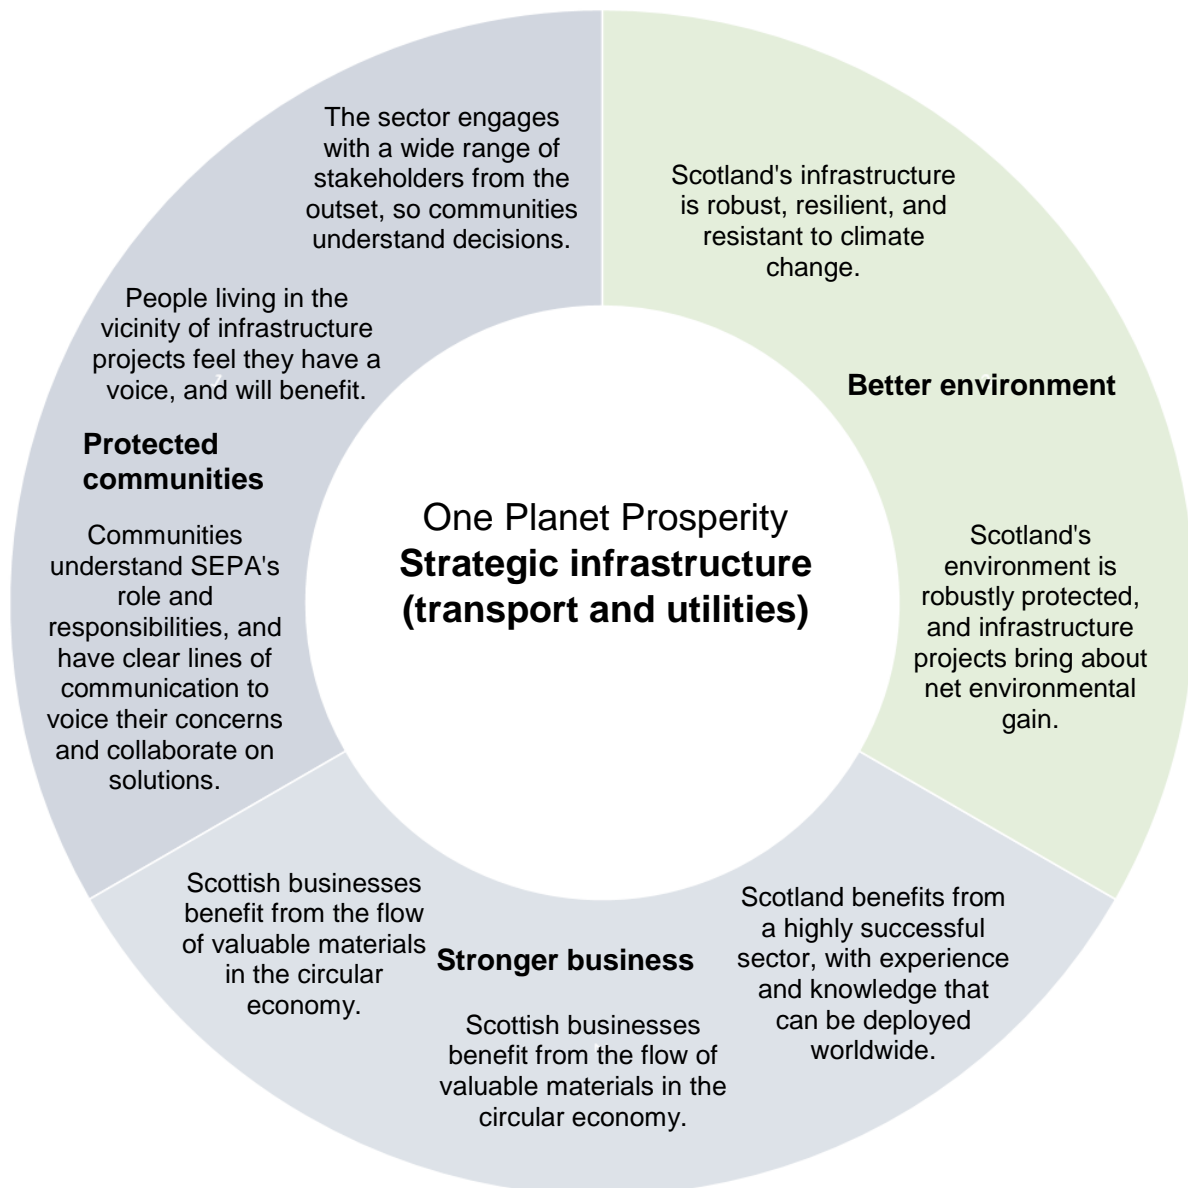 The sector engages
with a wide range of
stakeholders from the
outset, so communities
understand decisions.
People living in the
vicinity of infrastructure
projects feel they have a
voice, and will benefit.
Protected
communities
Communities
understand SEPA's
role and
responsibilities, and
have clear lines of
communication to
voice their concerns
and collaborate on
solutions.
Scotland's infrastructure
is robust, resilient, and
resistant to climate
change.
Better environment
Scotland's
environment is
robustly protected,
and infrastructure
projects bring about
net environmental
gain.
One Planet Prosperity
Strategic infrastructure
(transport and utilities)
Scottish businesses
benefit from the flow
of valuable materials
in the circular
economy.
Stronger business
Scottish businesses
benefit from the flow of
valuable materials in the
circular economy.
Scotland benefits from
a highly successful
sector, with experience
and knowledge that
can be deployed
worldwide.